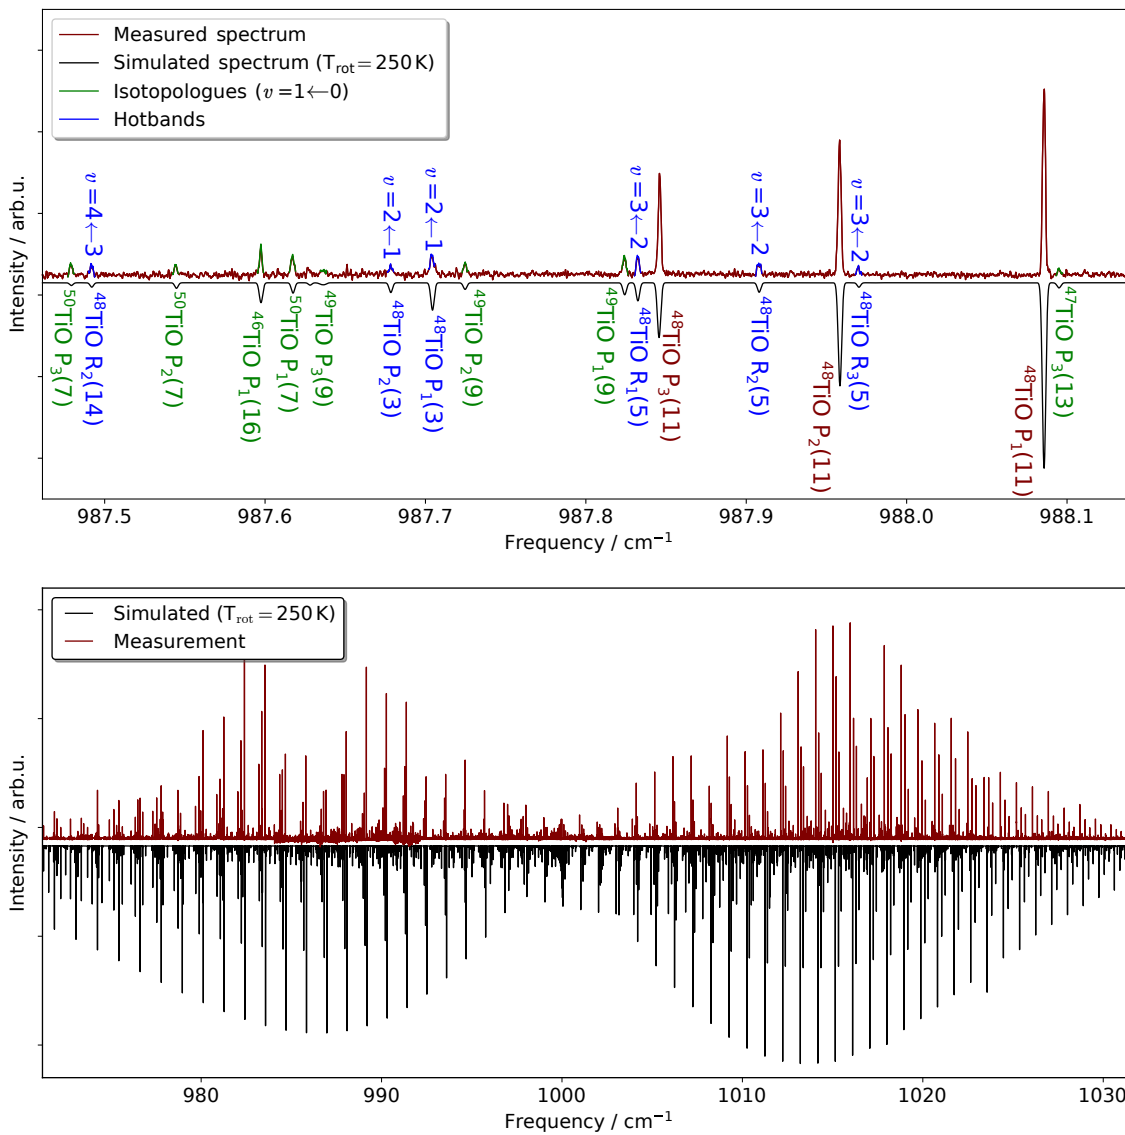 Measured spectrum
Simulated spectrum (T_rot = 250 K)
Isotopologues (v = 1←0)
Hotbands
Intensity / arb.u.
v = 4←3
v = 2←1
v = 2←1
v = 3←2
v = 3←2
v = 3←2
⁵⁰TiO P₃(7)
⁴⁸TiO R₂(14)
⁵⁰TiO P₂(7)
⁴⁶TiO P₁(16)
⁵⁰TiO P₁(7)
⁴⁹TiO P₃(9)
⁴⁸TiO P₂(3)
⁴⁸TiO P₁(3)
⁴⁹TiO P₂(9)
⁴⁹TiO P₁(9)
⁴⁸TiO R₁(5)
⁴⁸TiO P₃(11)
⁴⁸TiO R₂(5)
⁴⁸TiO P₂(11)
⁴⁸TiO R₃(5)
⁴⁸TiO P₁(11)
⁴⁷TiO P₃(13)
987.5 987.6 987.7 987.8 987.9 988.0 988.1
Frequency / cm⁻¹
Simulated (T_rot = 250 K)
Measurement
Intensity / arb.u.
980 990 1000 1010 1020 1030
Frequency / cm⁻¹